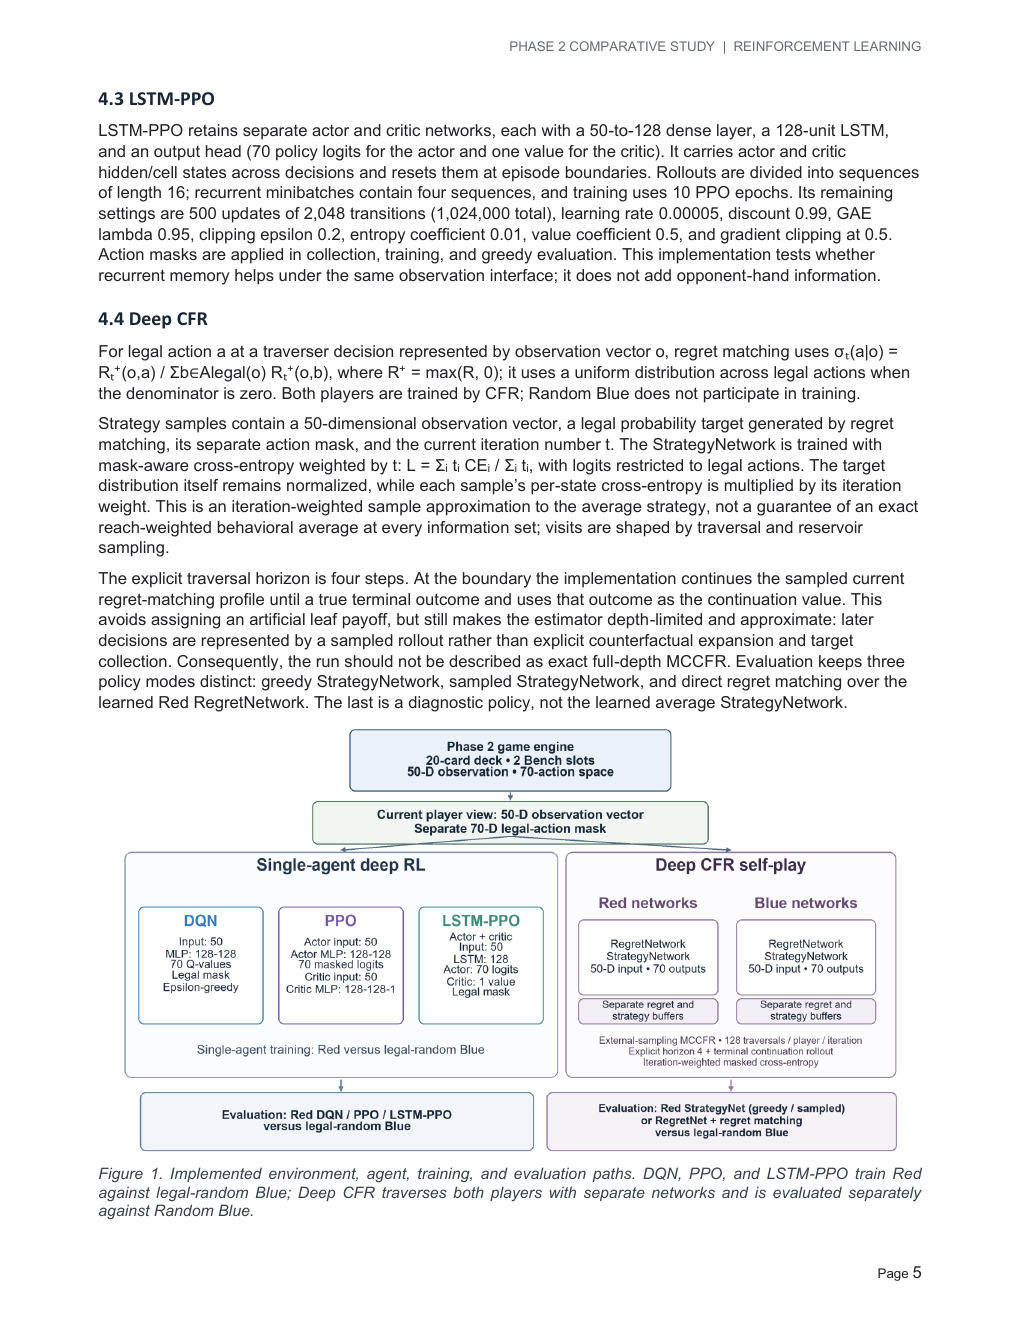 PHASE 2 COMPARATIVE STUDY | REINFORCEMENT LEARNING
4.3 LSTM-PPO
LSTM-PPO retains separate actor and critic networks, each with a 50-to-128 dense layer, a 128-unit LSTM,
and an output head (70 policy logits for the actor and one value for the critic). It carries actor and critic
hidden/cell states across decisions and resets them at episode boundaries. Rollouts are divided into sequences
of length 16; recurrent minibatches contain four sequences, and training uses 10 PPO epochs. Its remaining
settings are 500 updates of 2,048 transitions (1,024,000 total), learning rate 0.00005, discount 0.99, GAE
lambda 0.95, clipping epsilon 0.2, entropy coefficient 0.01, value coefficient 0.5, and gradient clipping at 0.5.
Action masks are applied in collection, training, and greedy evaluation. This implementation tests whether
recurrent memory helps under the same observation interface; it does not add opponent-hand information.
4.4 Deep CFR
For legal action a at a traverser decision represented by observation vector o, regret matching uses σₜ(a|o) =
Rₜ⁺(o,a) / Σb∈Alegal(o) Rₜ⁺(o,b), where R⁺ = max(R, 0); it uses a uniform distribution across legal actions when
the denominator is zero. Both players are trained by CFR; Random Blue does not participate in training.
Strategy samples contain a 50-dimensional observation vector, a legal probability target generated by regret
matching, its separate action mask, and the current iteration number t. The StrategyNetwork is trained with
mask-aware cross-entropy weighted by t: L = Σᵢ tᵢ CEᵢ / Σᵢ tᵢ, with logits restricted to legal actions. The target
distribution itself remains normalized, while each sample’s per-state cross-entropy is multiplied by its iteration
weight. This is an iteration-weighted sample approximation to the average strategy, not a guarantee of an exact
reach-weighted behavioral average at every information set; visits are shaped by traversal and reservoir
sampling.
The explicit traversal horizon is four steps. At the boundary the implementation continues the sampled current
regret-matching profile until a true terminal outcome and uses that outcome as the continuation value. This
avoids assigning an artificial leaf payoff, but still makes the estimator depth-limited and approximate: later
decisions are represented by a sampled rollout rather than explicit counterfactual expansion and target
collection. Consequently, the run should not be described as exact full-depth MCCFR. Evaluation keeps three
policy modes distinct: greedy StrategyNetwork, sampled StrategyNetwork, and direct regret matching over the
learned Red RegretNetwork. The last is a diagnostic policy, not the learned average StrategyNetwork.
Phase 2 game engine
20-card deck • 2 Bench slots
50-D observation • 70-action space
Current player view: 50-D observation vector
Separate 70-D legal-action mask
Single-agent deep RL
DQN
Input: 50
MLP: 128-128
70 Q-values
Legal mask
Epsilon-greedy
PPO
Actor input: 50
Actor MLP: 128-128
70 masked logits
Critic input: 50
Critic MLP: 128-128-1
LSTM-PPO
Actor + critic
Input: 50
LSTM: 128
Actor: 70 logits
Critic: 1 value
Legal mask
Single-agent training: Red versus legal-random Blue
Deep CFR self-play
Red networks
RegretNetwork
StrategyNetwork
50-D input • 70 outputs
Separate regret and
strategy buffers
Blue networks
RegretNetwork
StrategyNetwork
50-D input • 70 outputs
Separate regret and
strategy buffers
External-sampling MCCFR • 128 traversals / player / iteration
Explicit horizon 4 + terminal continuation rollout
Iteration-weighted masked cross-entropy
Evaluation: Red DQN / PPO / LSTM-PPO
versus legal-random Blue
Evaluation: Red StrategyNet (greedy / sampled)
or RegretNet + regret matching
versus legal-random Blue
Figure 1. Implemented environment, agent, training, and evaluation paths. DQN, PPO, and LSTM-PPO train Red
against legal-random Blue; Deep CFR traverses both players with separate networks and is evaluated separately
against Random Blue.
Page 5